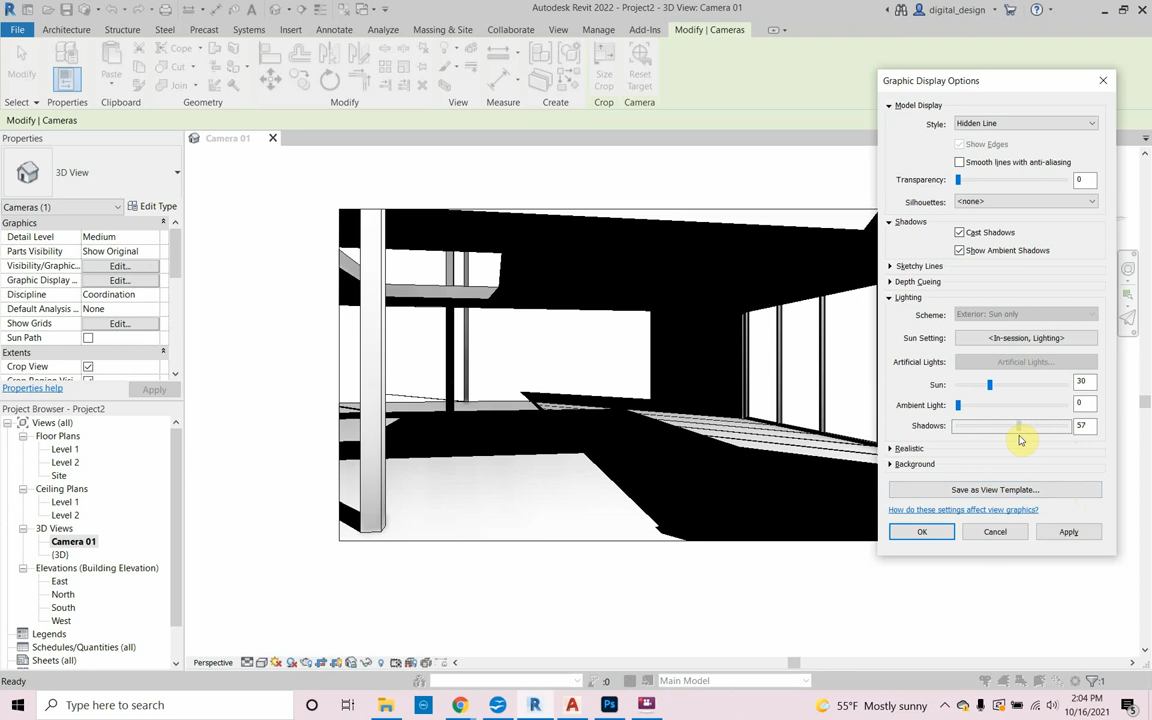 Autodesk Revit 2022 - Project2 - 3D View: Camera 01
digital_design
File Architecture Structure Steel Precast Systems Insert Annotate Analyze Massing & Site Collaborate View Manage Add-Ins Modify | Cameras
Modify Paste Cope Cut Join Size Crop Reset Target
Select Properties Clipboard Geometry Modify View Measure Create Crop Camera
Modify | Cameras
Properties
Camera 01
3D View
Cameras (1) Edit Type
Graphics
Detail Level Medium
Parts Visibility Show Original
Visibility/Graphic... Edit...
Graphic Display ... Edit...
Discipline Coordination
Default Analysis ... None
Show Grids Edit...
Sun Path
Extents
Crop View
Crop Region Visi
Properties help Apply
Project Browser - Project2
Views (all)
Floor Plans
Level 1
Level 2
Site
Ceiling Plans
Level 1
Level 2
3D Views
Camera 01
{3D}
Elevations (Building Elevation)
East
North
South
West
Legends
Schedules/Quantities (all)
Sheets (all)
Graphic Display Options
Model Display
Style: Hidden Line
Show Edges
Smooth lines with anti-aliasing
Transparency: 0
Silhouettes: <none>
Shadows
Cast Shadows
Show Ambient Shadows
Sketchy Lines
Depth Cueing
Lighting
Scheme: Exterior: Sun only
Sun Setting: <In-session, Lighting>
Artificial Lights: Artificial Lights...
Sun: 30
Ambient Light: 0
Shadows: 57
Realistic
Background
Save as View Template...
How do these settings affect view graphics?
OK Cancel Apply
Perspective
Ready :0 Main Model :1
Type here to search
55°F Mostly sunny
2:04 PM
10/16/2021
5